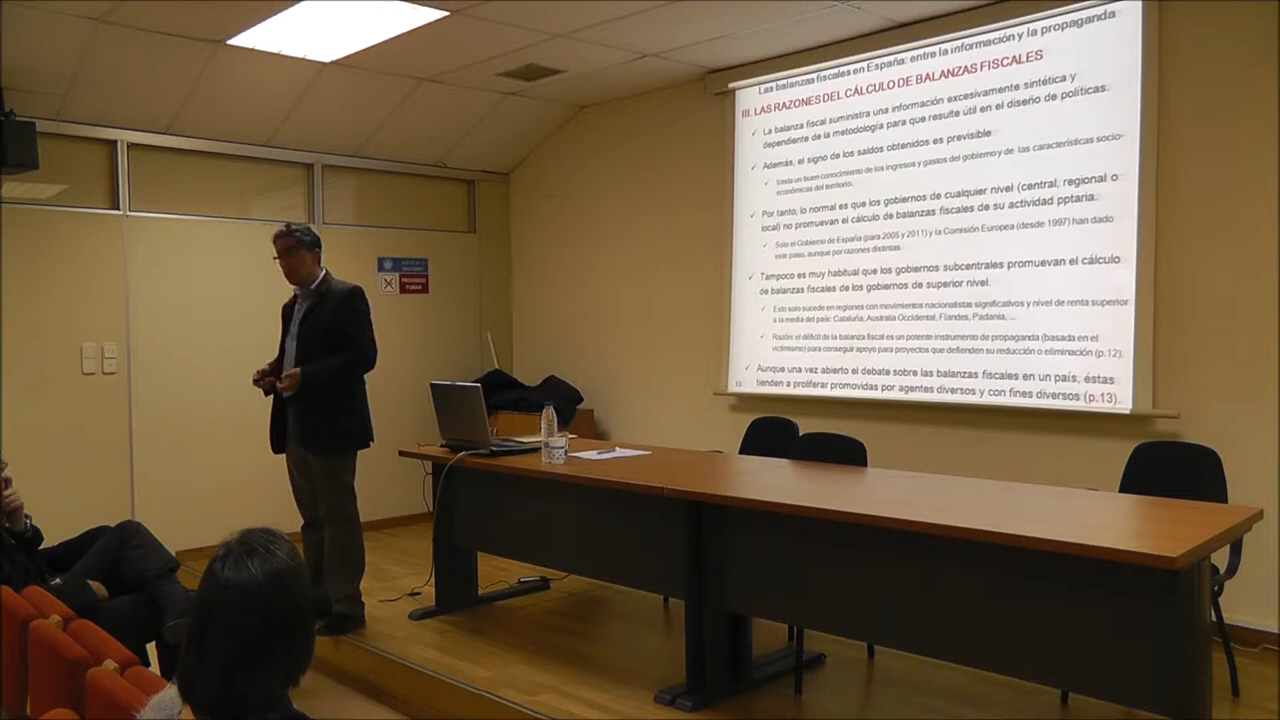 Las balanzas fiscales en España: entre la información y la propaganda
III. LAS RAZONES DEL CÁLCULO DE BALANZAS FISCALES
✓ La balanza fiscal suministra una información excesivamente sintética y
dependiente de la metodología para que resulte útil en el diseño de políticas.
✓ Además, el signo de los saldos obtenidos es previsible
✓ basta un buen conocimiento de los ingresos y gastos del gobierno y de las características socio-
económicas del territorio.
✓ Por tanto, lo normal es que los gobiernos de cualquier nivel (central, regional o
local) no promuevan el cálculo de balanzas fiscales de su actividad pptaria.
✓ Solo el Gobierno de España (para 2005 y 2011) y la Comisión Europea (desde 1997) han dado
este paso, aunque por razones distintas.
✓ Tampoco es muy habitual que los gobiernos subcentrales promuevan el cálculo
de balanzas fiscales de los gobiernos de superior nivel.
✓ Esto solo sucede en regiones con movimientos nacionalistas significativos y nivel de renta superior
a la media del país: Cataluña, Australia Occidental, Flandes, Padania, ...
✓ Razón: el déficit de la balanza fiscal es un potente instrumento de propaganda (basada en el
victimismo) para conseguir apoyo para proyectos que defienden su reducción o eliminación (p.12).
✓ Aunque una vez abierto el debate sobre las balanzas fiscales en un país, éstas
tienden a proliferar promovidas por agentes diversos y con fines diversos (p.13).
11
PROHIBIDO
FUMAR